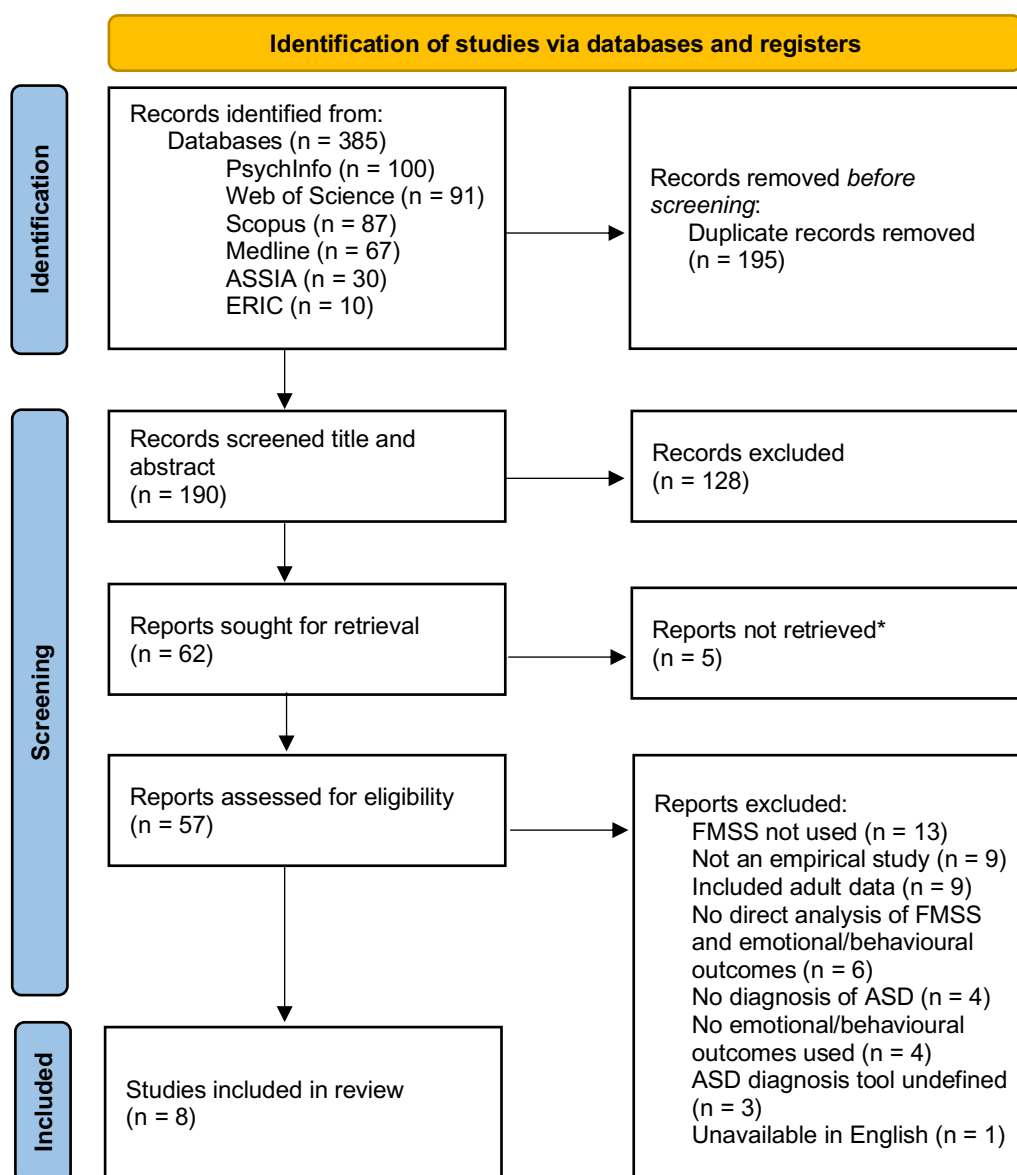 Identification of studies via databases and registers
Identification
Records identified from:
Databases (n = 385)
PsychInfo (n = 100)
Web of Science (n = 91)
Scopus (n = 87)
Medline (n = 67)
ASSIA (n = 30)
ERIC (n = 10)
Records removed before
screening:
Duplicate records removed
(n = 195)
Screening
Records screened title and
abstract
(n = 190)
Records excluded
(n = 128)
Reports sought for retrieval
(n = 62)
Reports not retrieved*
(n = 5)
Reports assessed for eligibility
(n = 57)
Reports excluded:
FMSS not used (n = 13)
Not an empirical study (n = 9)
Included adult data (n = 9)
No direct analysis of FMSS
and emotional/behavioural
outcomes (n = 6)
No diagnosis of ASD (n = 4)
No emotional/behavioural
outcomes used (n = 4)
ASD diagnosis tool undefined
(n = 3)
Unavailable in English (n = 1)
Included
Studies included in review
(n = 8)